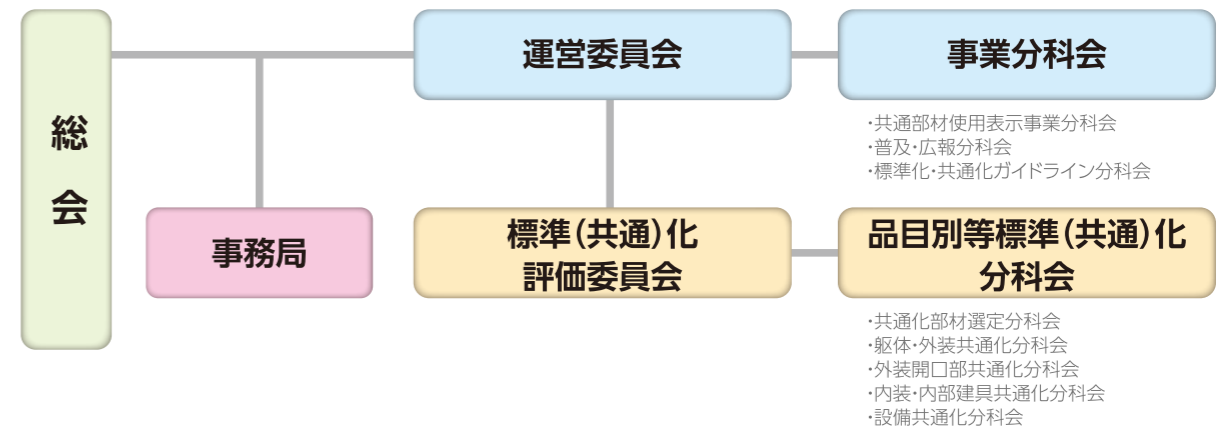 総
会
運営委員会
事業分科会
・共通部材使用表示事業分科会
・普及・広報分科会
・標準化・共通化ガイドライン分科会
事務局
標準(共通)化
評価委員会
品目別等標準(共通)化
分科会
・共通化部材選定分科会
・躯体・外装共通化分科会
・外装開口部共通化分科会
・内装・内部建具共通化分科会
・設備共通化分科会